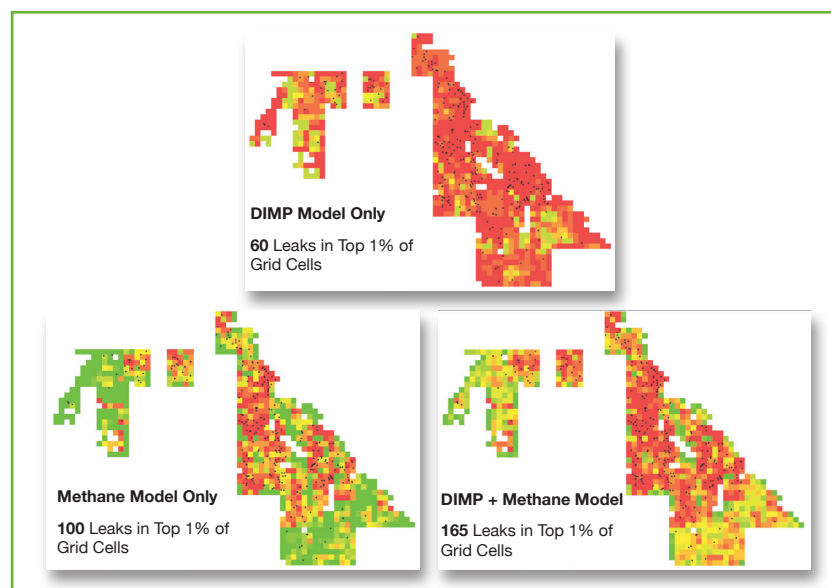 DIMP Model Only
60 Leaks in Top 1% of
Grid Cells
Methane Model Only
100 Leaks in Top 1% of
Grid Cells
DIMP + Methane Model
165 Leaks in Top 1% of
Grid Cells